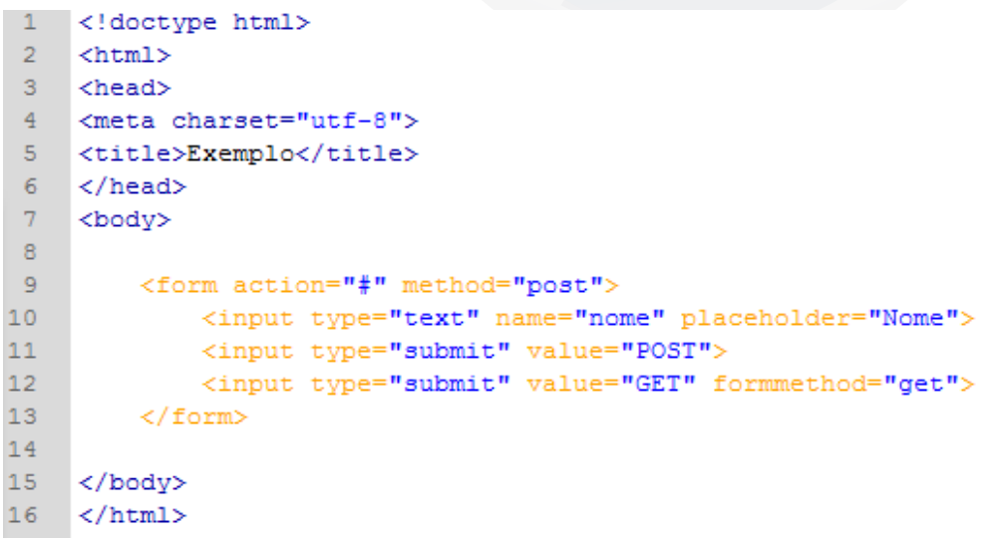 1 <!doctype html>
2 <html>
3 <head>
4 <meta charset="utf-8">
5 <title>Exemplo</title>
6 </head>
7 <body>
8
9 <form action="#" method="post">
10 <input type="text" name="nome" placeholder="Nome">
11 <input type="submit" value="POST">
12 <input type="submit" value="GET" formmethod="get">
13 </form>
14
15 </body>
16 </html>